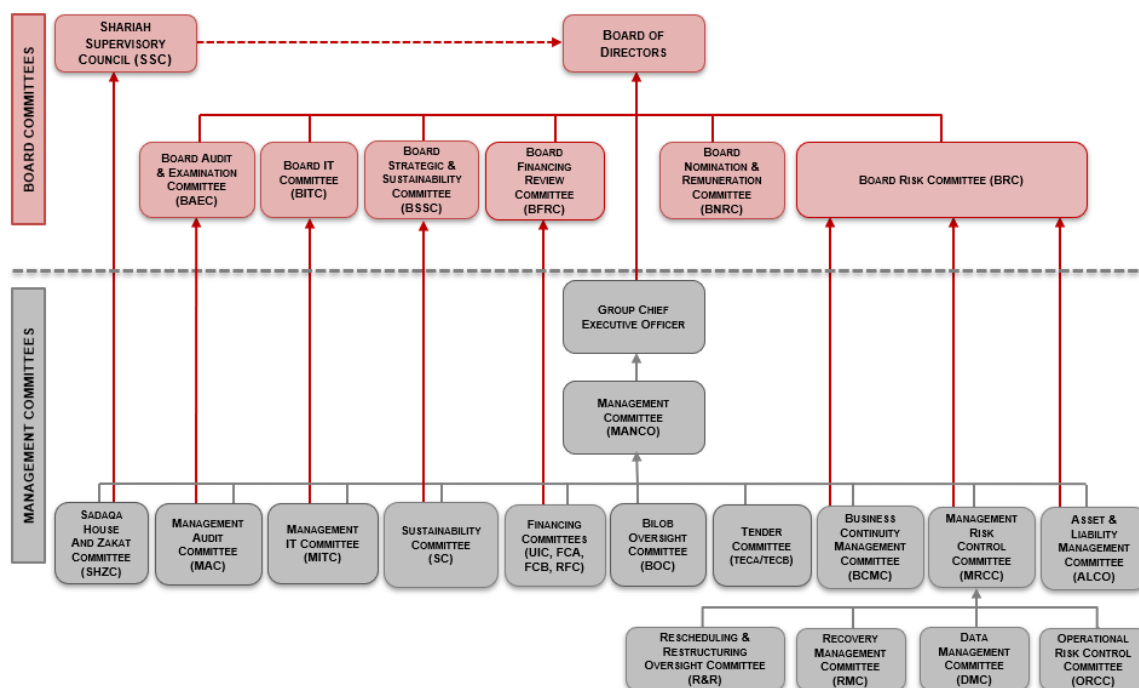 BOARD COMMITTEES
SHARIAH
SUPERVISORY
COUNCIL (SSC)
BOARD OF
DIRECTORS
BOARD AUDIT
& EXAMINATION
COMMITTEE
(BAEC)
BOARD IT
COMMITTEE
(BITC)
BOARD
STRATEGIC &
SUSTAINABILITY
COMMITTEE
(BSSC)
BOARD
FINANCING
REVIEW
COMMITTEE
(BFRC)
BOARD
NOMINATION &
REMUNERATION
COMMITTEE
(BNRC)
BOARD RISK COMMITTEE (BRC)
MANAGEMENT COMMITTEES
GROUP CHIEF
EXECUTIVE OFFICER
MANAGEMENT
COMMITTEE
(MANCO)
SADAQA
HOUSE
AND ZAKAT
COMMITTEE
(SHZC)
MANAGEMENT
AUDIT
COMMITTEE
(MAC)
MANAGEMENT
IT COMMITTEE
(MITC)
SUSTAINABILITY
COMMITTEE
(SC)
FINANCING
COMMITTEES
(UIC, FCA,
FCB, RFC)
BILOB
OVERSIGHT
COMMITTEE
(BOC)
TENDER
COMMITTEE
(TECA/TECB)
BUSINESS
CONTINUITY
MANAGEMENT
COMMITTEE
(BCMC)
MANAGEMENT
RISK
CONTROL
COMMITTEE
(MRCC)
ASSET &
LIABILITY
MANAGEMENT
COMMITTEE
(ALCO)
RESCHEDULING &
RESTRUCTURING
OVERSIGHT COMMITTEE
(R&R)
RECOVERY
MANAGEMENT
COMMITTEE
(RMC)
DATA
MANAGEMENT
COMMITTEE
(DMC)
OPERATIONAL
RISK CONTROL
COMMITTEE
(ORCC)